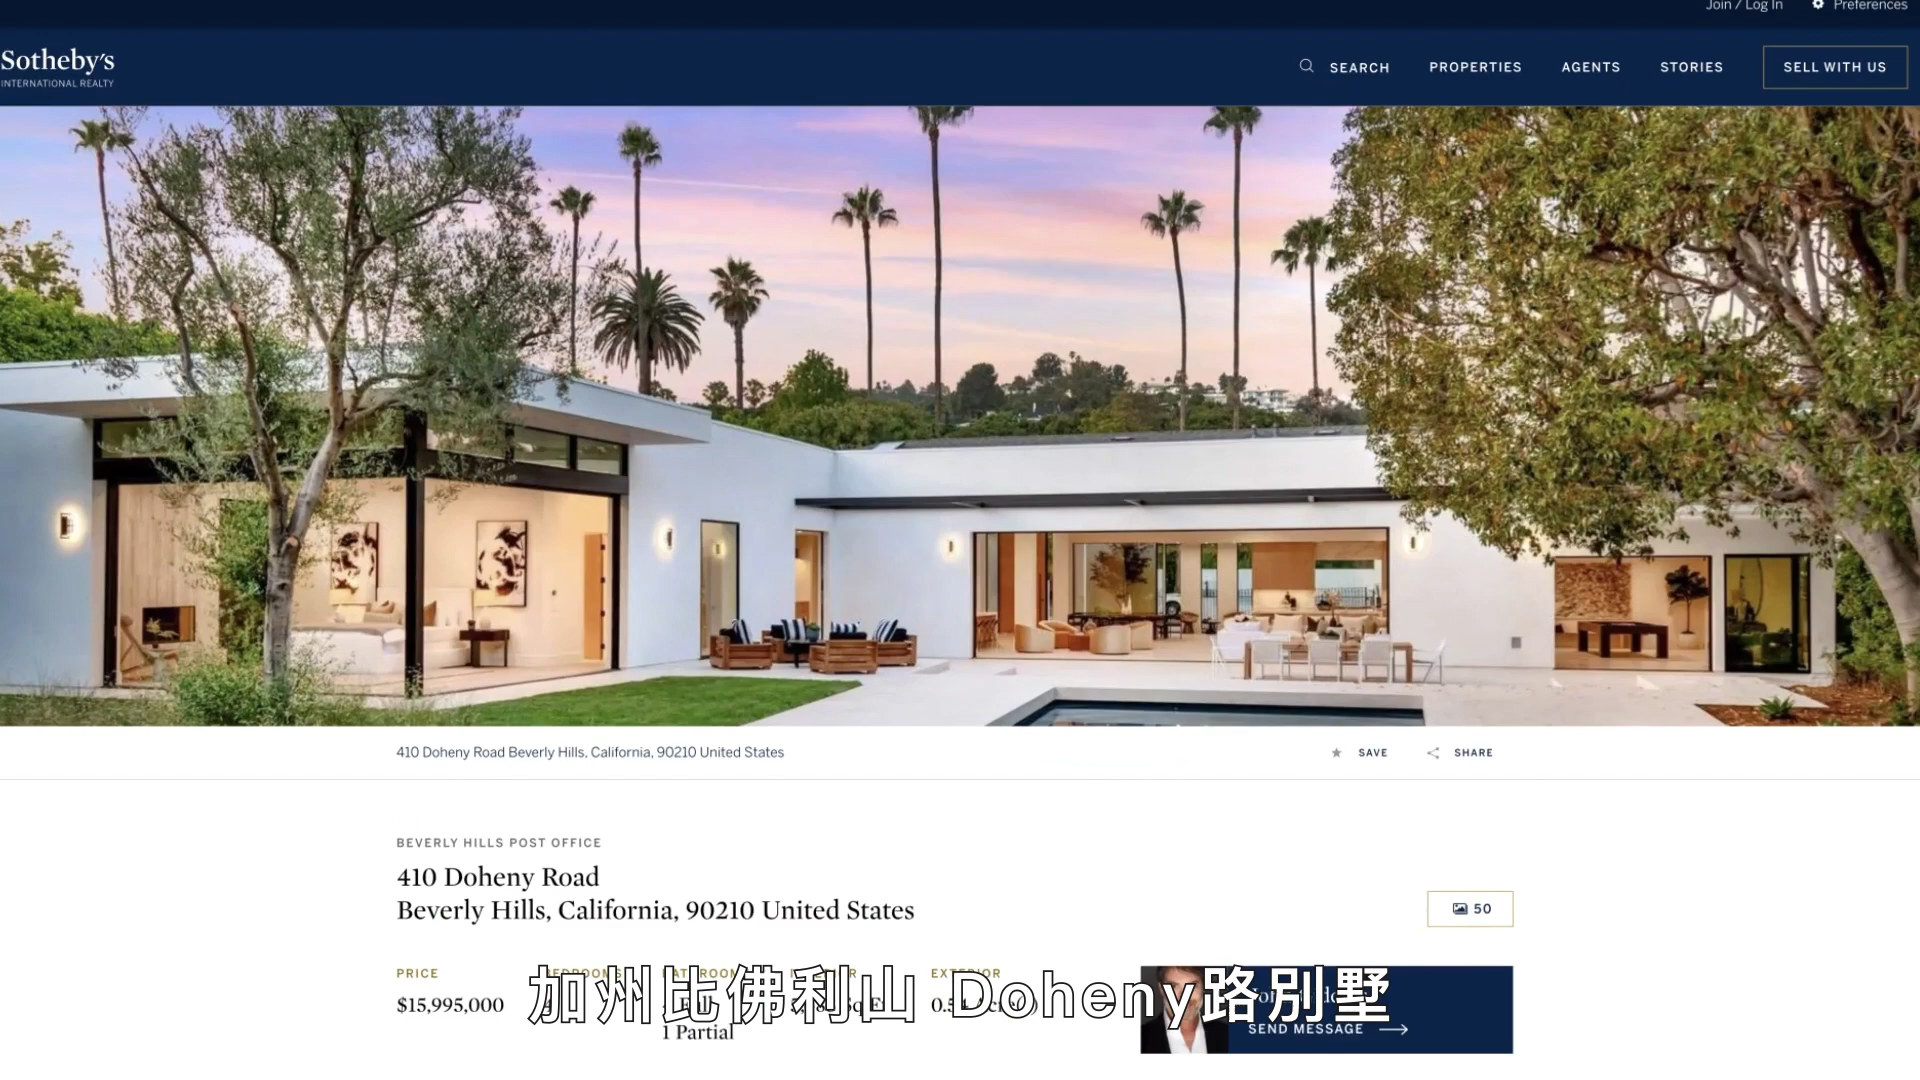 Join / Log In
Preferences
Sotheby's
INTERNATIONAL REALTY
SEARCH
PROPERTIES
AGENTS
STORIES
SELL WITH US
410 Doheny Road Beverly Hills, California, 90210 United States
SAVE
SHARE
BEVERLY HILLS POST OFFICE
410 Doheny Road
Beverly Hills, California, 90210 United States
50
PRICE
EXTERIOR
$15,995,000
1 Partial
SEND MESSAGE
加州比佛利山 Doheny路別墅